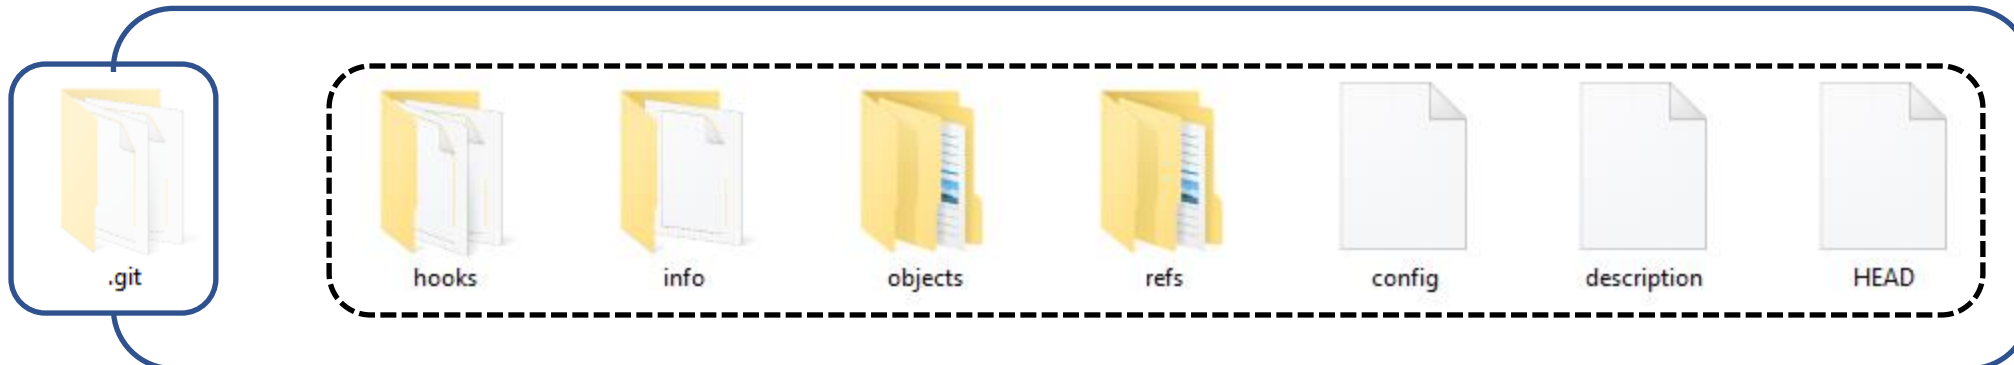 .git
hooks
info
objects
refs
config
description
HEAD